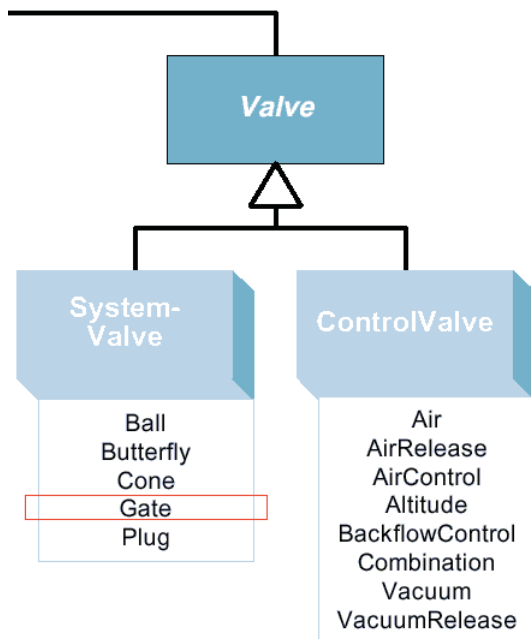 Valve
System-
Valve
Ball
Butterfly
Cone
Gate
Plug
ControlValve
Air
AirRelease
AirControl
Altitude
BackflowControl
Combination
Vacuum
VacuumRelease